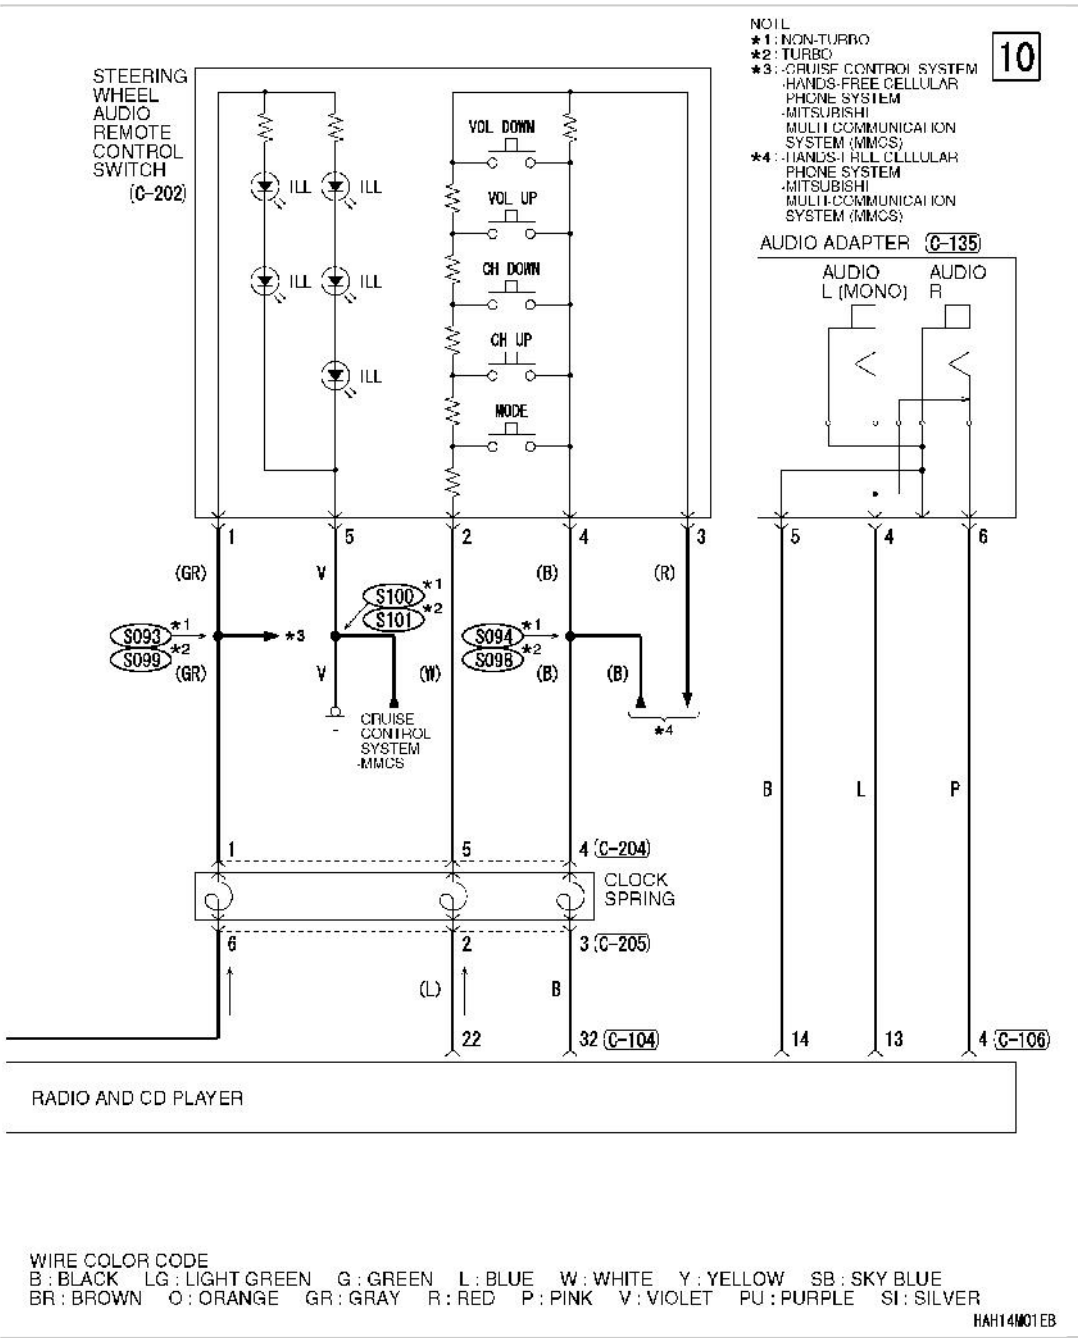 NOTE
*1 : NON-TURBO
*2 : TURBO
*3 : ·CRUISE CONTROL SYSTEM
·HANDS-FREE CELLULAR
PHONE SYSTEM
·MITSUBISHI
MULTI COMMUNICATION
SYSTEM (MMCS)
*4 : ·HANDS-FREE CELLULAR
PHONE SYSTEM
·MITSUBISHI
MULTI-COMMUNICATION
SYSTEM (MMCS)
10
STEERING
WHEEL
AUDIO
REMOTE
CONTROL
SWITCH
(C-202)
VOL DOWN
ILL ILL
VOL UP
CH DOWN
ILL ILL
CH UP
ILL
MODE
AUDIO ADAPTER C-135
AUDIO AUDIO
L (MONO) R
1 5 2 4 3 5 4 6
(GR) V (B) (R)
S100 *1
S101 *2
S093 *1
S099 *2
*3
S094 *1
S098 *2
(GR) V (W) (B) (B)
CRUISE
CONTROL
SYSTEM
·MMCS
*4
B L P
1 5 4 C-204
CLOCK
SPRING
6 2 3 C-205
(L) B
22 32 C-104 14 13 4 C-106
RADIO AND CD PLAYER
WIRE COLOR CODE
B : BLACK LG : LIGHT GREEN G : GREEN L : BLUE W : WHITE Y : YELLOW SB : SKY BLUE
BR : BROWN O : ORANGE GR : GRAY R : RED P : PINK V : VIOLET PU : PURPLE SI : SILVER
HAH14M01EB